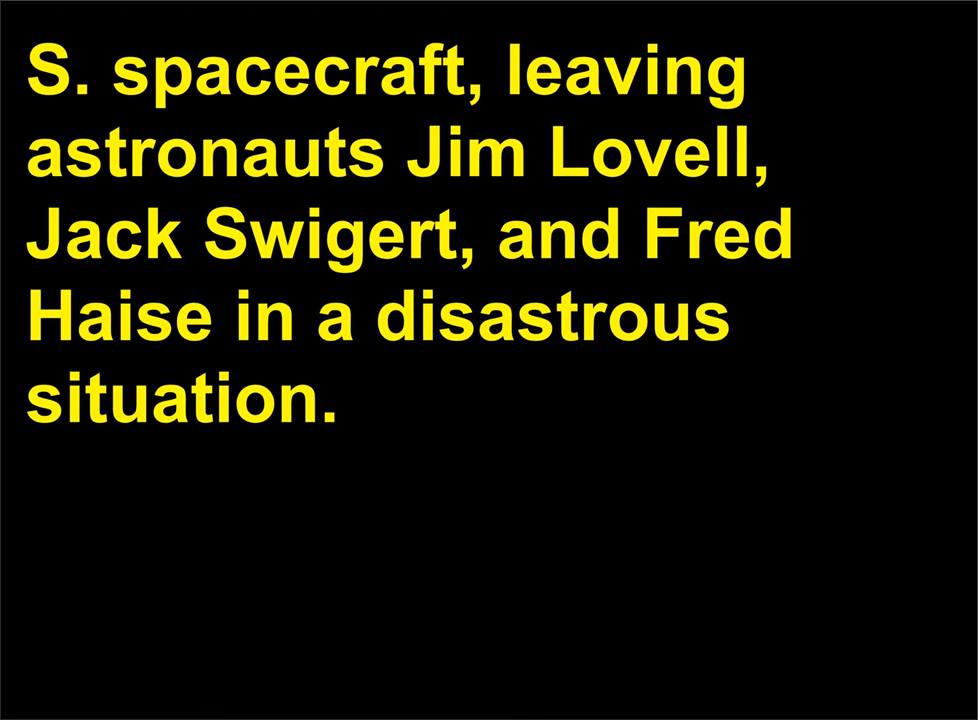 S. spacecraft, leaving
astronauts Jim Lovell,
Jack Swigert, and Fred
Haise in a disastrous
situation.